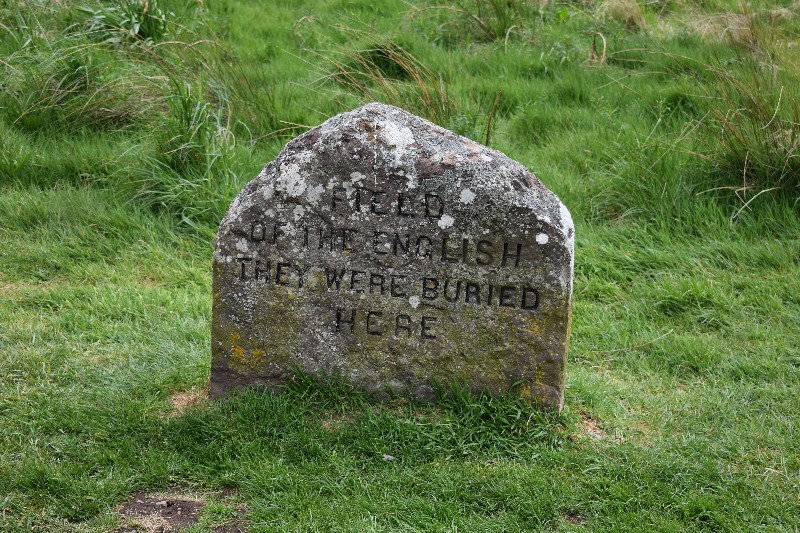 FIELD
OF THE ENGLISH
THEY WERE BURIED
HERE